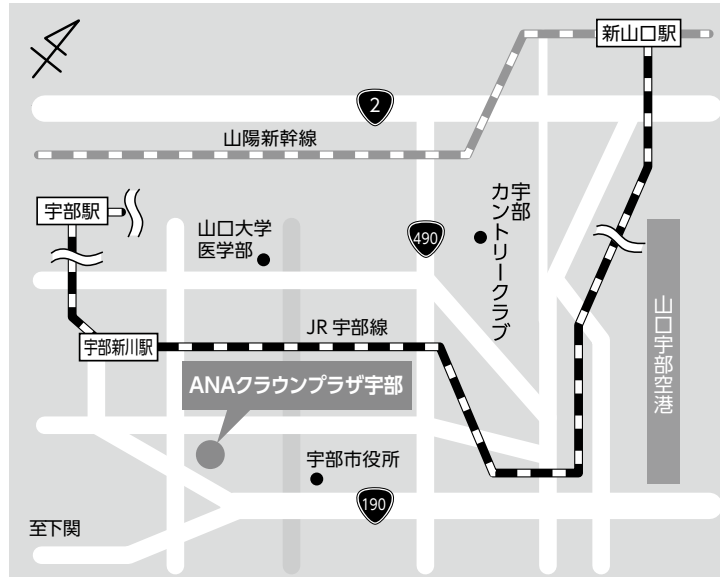 新山口駅
2
山陽新幹線
宇部駅
山口大学
医学部
490
宇部
カントリークラブ
JR 宇部線
宇部新川駅
山口宇部空港
ANAクラウンプラザ宇部
宇部市役所
190
至下関